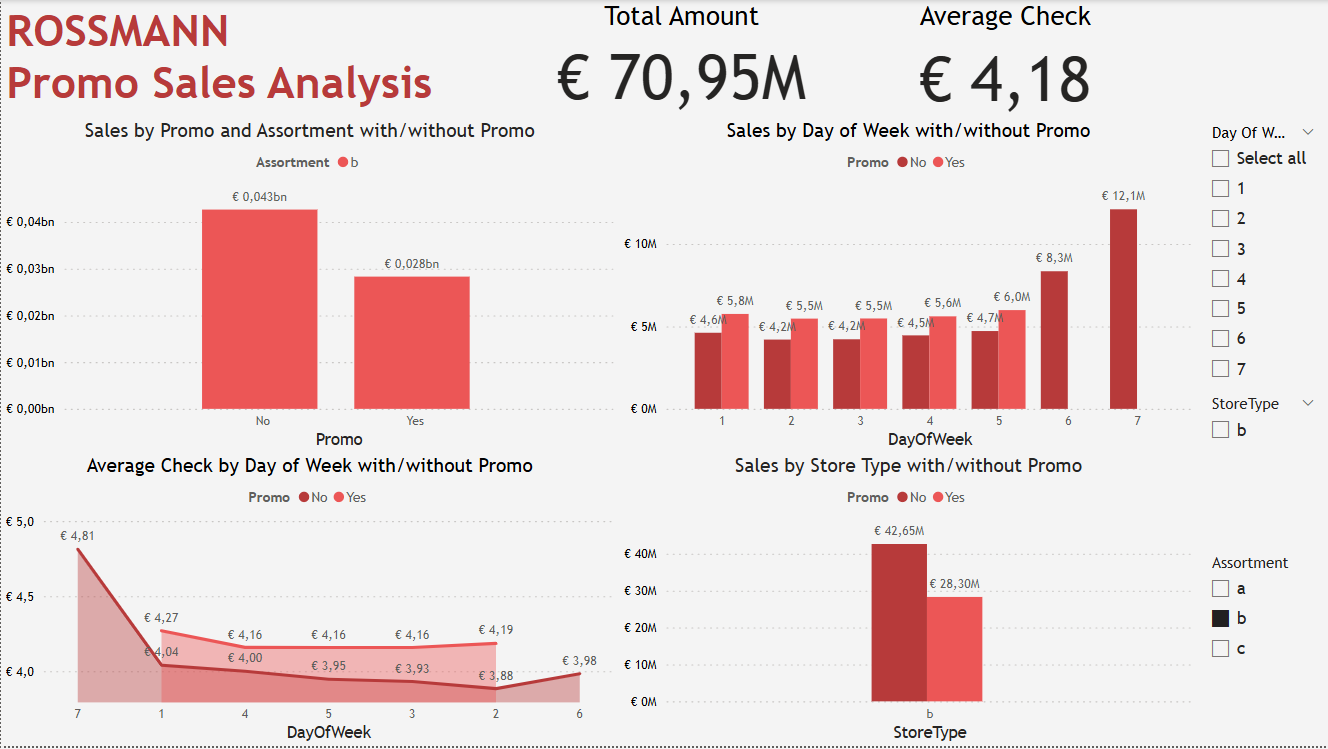 ROSSMANN
Promo Sales Analysis
Total Amount
€ 70,95M
Average Check
€ 4,18
Sales by Promo and Assortment with/without Promo
Assortment b
€ 0,04bn
€ 0,03bn
€ 0,02bn
€ 0,01bn
€ 0,00bn
€ 0,043bn
€ 0,028bn
No Yes
Promo
Sales by Day of Week with/without Promo
Promo No Yes
€ 10M
€ 5M
€ 0M
€ 4,6M
€ 5,8M
€ 4,2M
€ 5,5M
€ 4,2M
€ 5,5M
€ 4,5M
€ 5,6M
€ 4,7M
€ 6,0M
€ 8,3M
€ 12,1M
1 2 3 4 5 6 7
DayOfWeek
Day Of W...
Select all
1
2
3
4
5
6
7
StoreType
b
Average Check by Day of Week with/without Promo
Promo No Yes
€ 5,0
€ 4,5
€ 4,0
€ 4,81
€ 4,27
€ 4,16
€ 4,16
€ 4,16
€ 4,19
€ 4,04
€ 4,00
€ 3,95
€ 3,93
€ 3,88
€ 3,98
7 1 4 5 3 2 6
DayOfWeek
Sales by Store Type with/without Promo
Promo No Yes
€ 40M
€ 30M
€ 20M
€ 10M
€ 0M
€ 42,65M
€ 28,30M
b
StoreType
Assortment
a
b
c